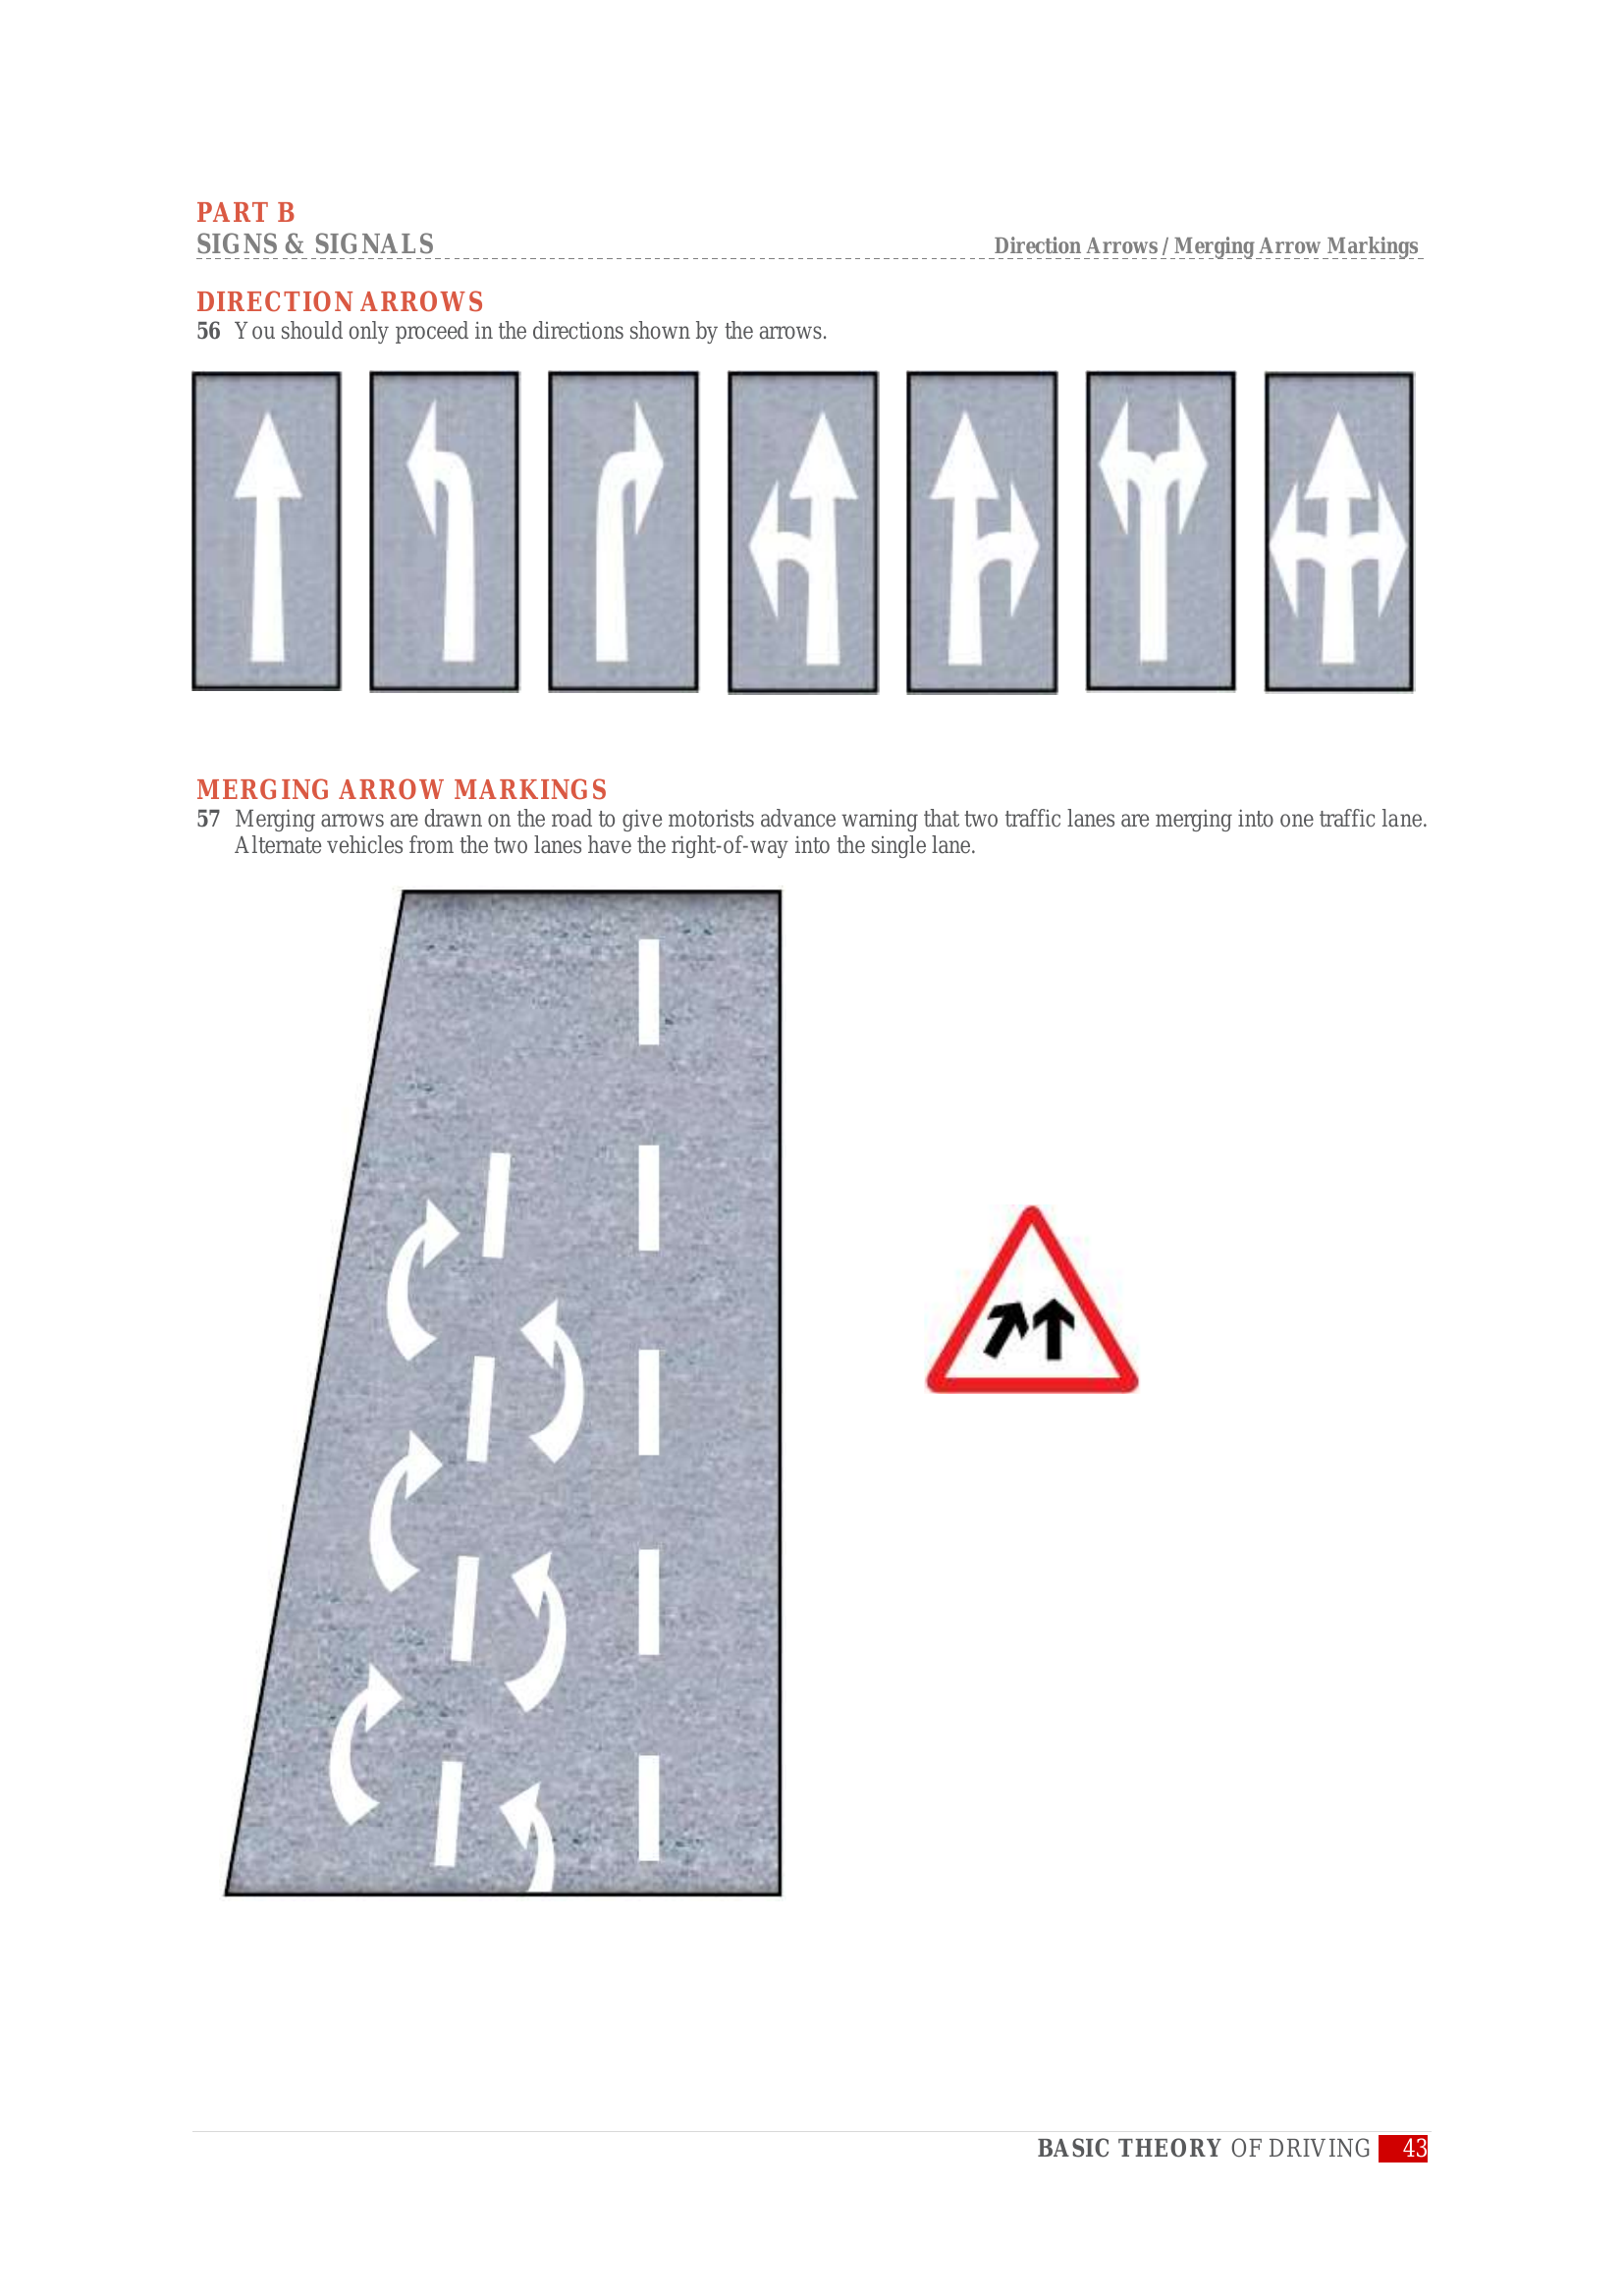 PART B
SIGNS & SIGNALS
Direction Arrows / Merging Arrow Markings
DIRECTION ARROWS
56 You should only proceed in the directions shown by the arrows.
MERGING ARROW MARKINGS
57 Merging arrows are drawn on the road to give motorists advance warning that two traffic lanes are merging into one traffic lane.
Alternate vehicles from the two lanes have the right-of-way into the single lane.
BASIC THEORY OF DRIVING 43